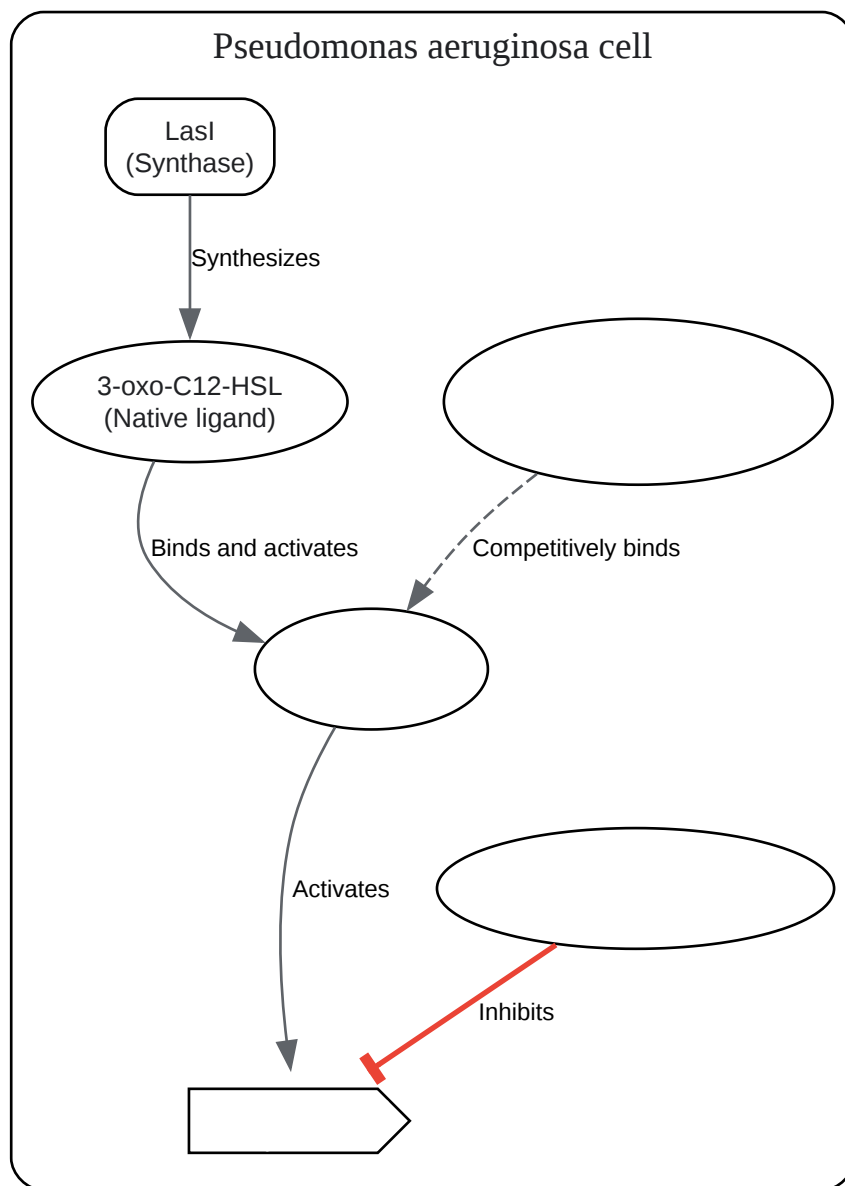 Pseudomonas aeruginosa cell
LasI
(Synthase)
Synthesizes
3-oxo-C12-HSL
(Native ligand)
Binds and activates
Competitively binds
Activates
Inhibits